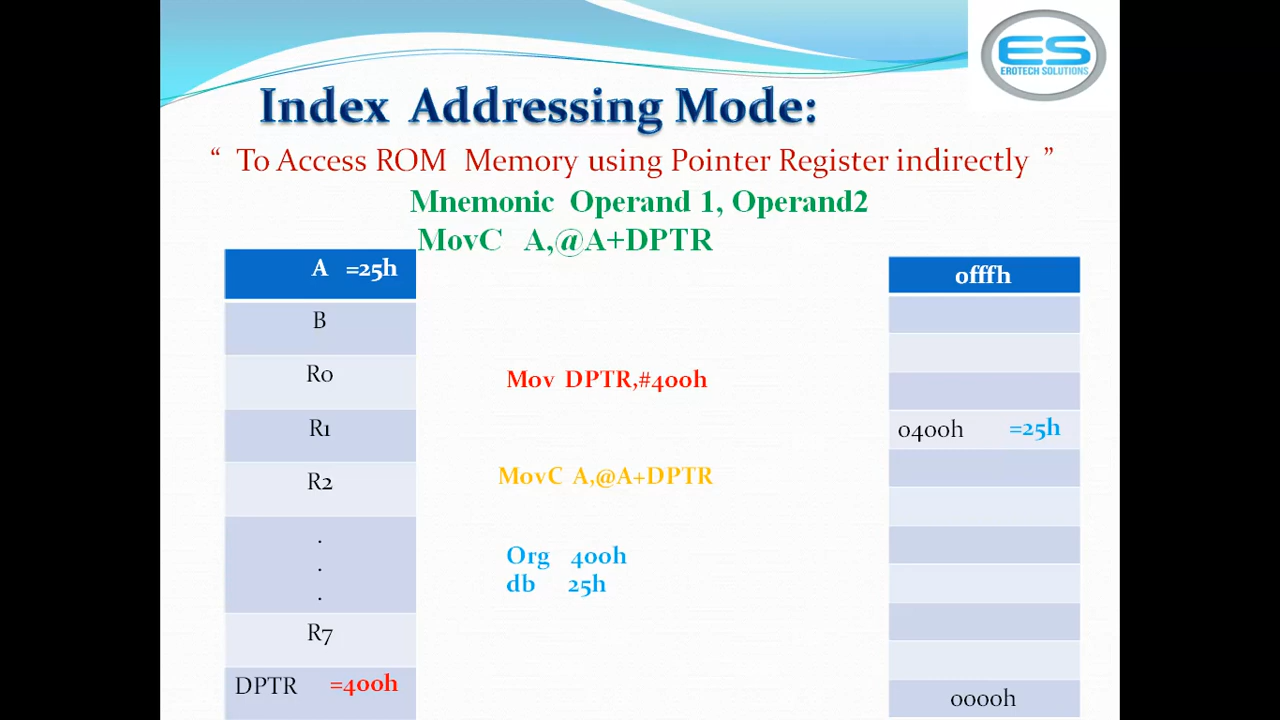 ES
EROTECH SOLUTIONS
Index Addressing Mode:
“ To Access ROM Memory using Pointer Register indirectly ”
Mnemonic Operand 1, Operand2
MovC A,@A+DPTR
A =25h
B
R0
R1
R2
.
.
.
R7
DPTR =400h
Mov DPTR,#400h
MovC A,@A+DPTR
Org 400h
db 25h
0fffh
0400h =25h
0000h